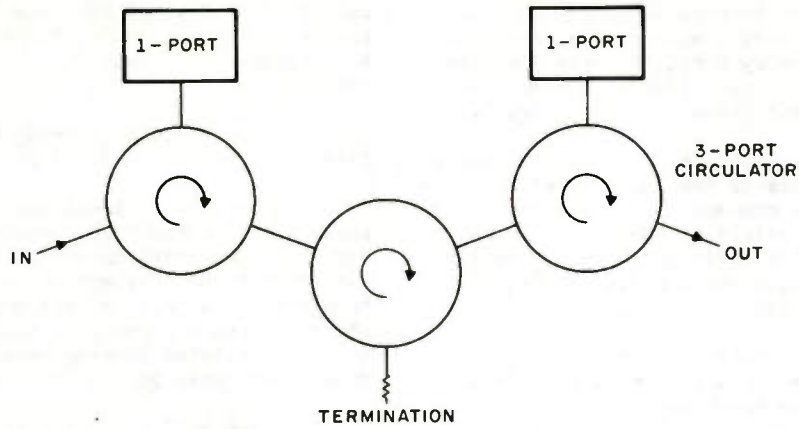 1-PORT
1-PORT
3-PORT
CIRCULATOR
IN
OUT
TERMINATION